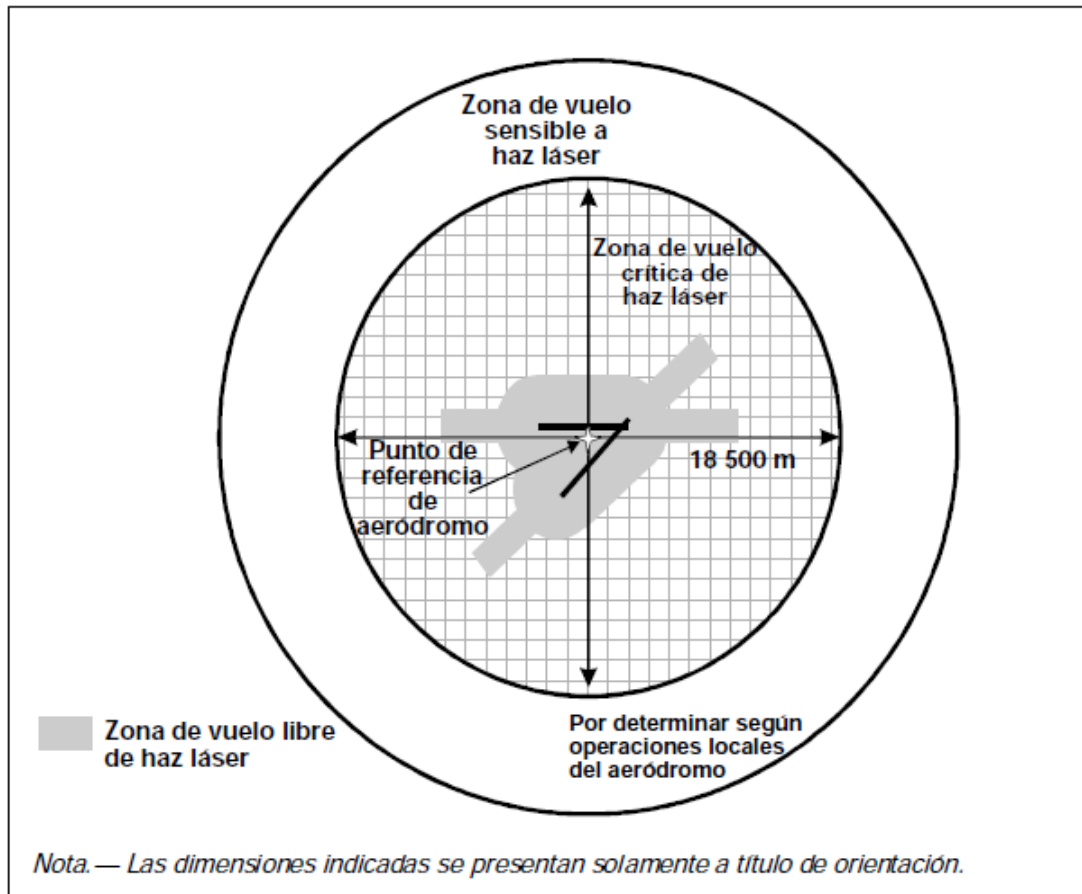 Zona de vuelo
sensible a
haz láser
Zona de vuelo
crítica de
haz láser
Punto de
referencia
de
aeródromo
18 500 m
Zona de vuelo libre
de haz láser
Por determinar según
operaciones locales
del aeródromo
Nota.— Las dimensiones indicadas se presentan solamente a título de orientación.